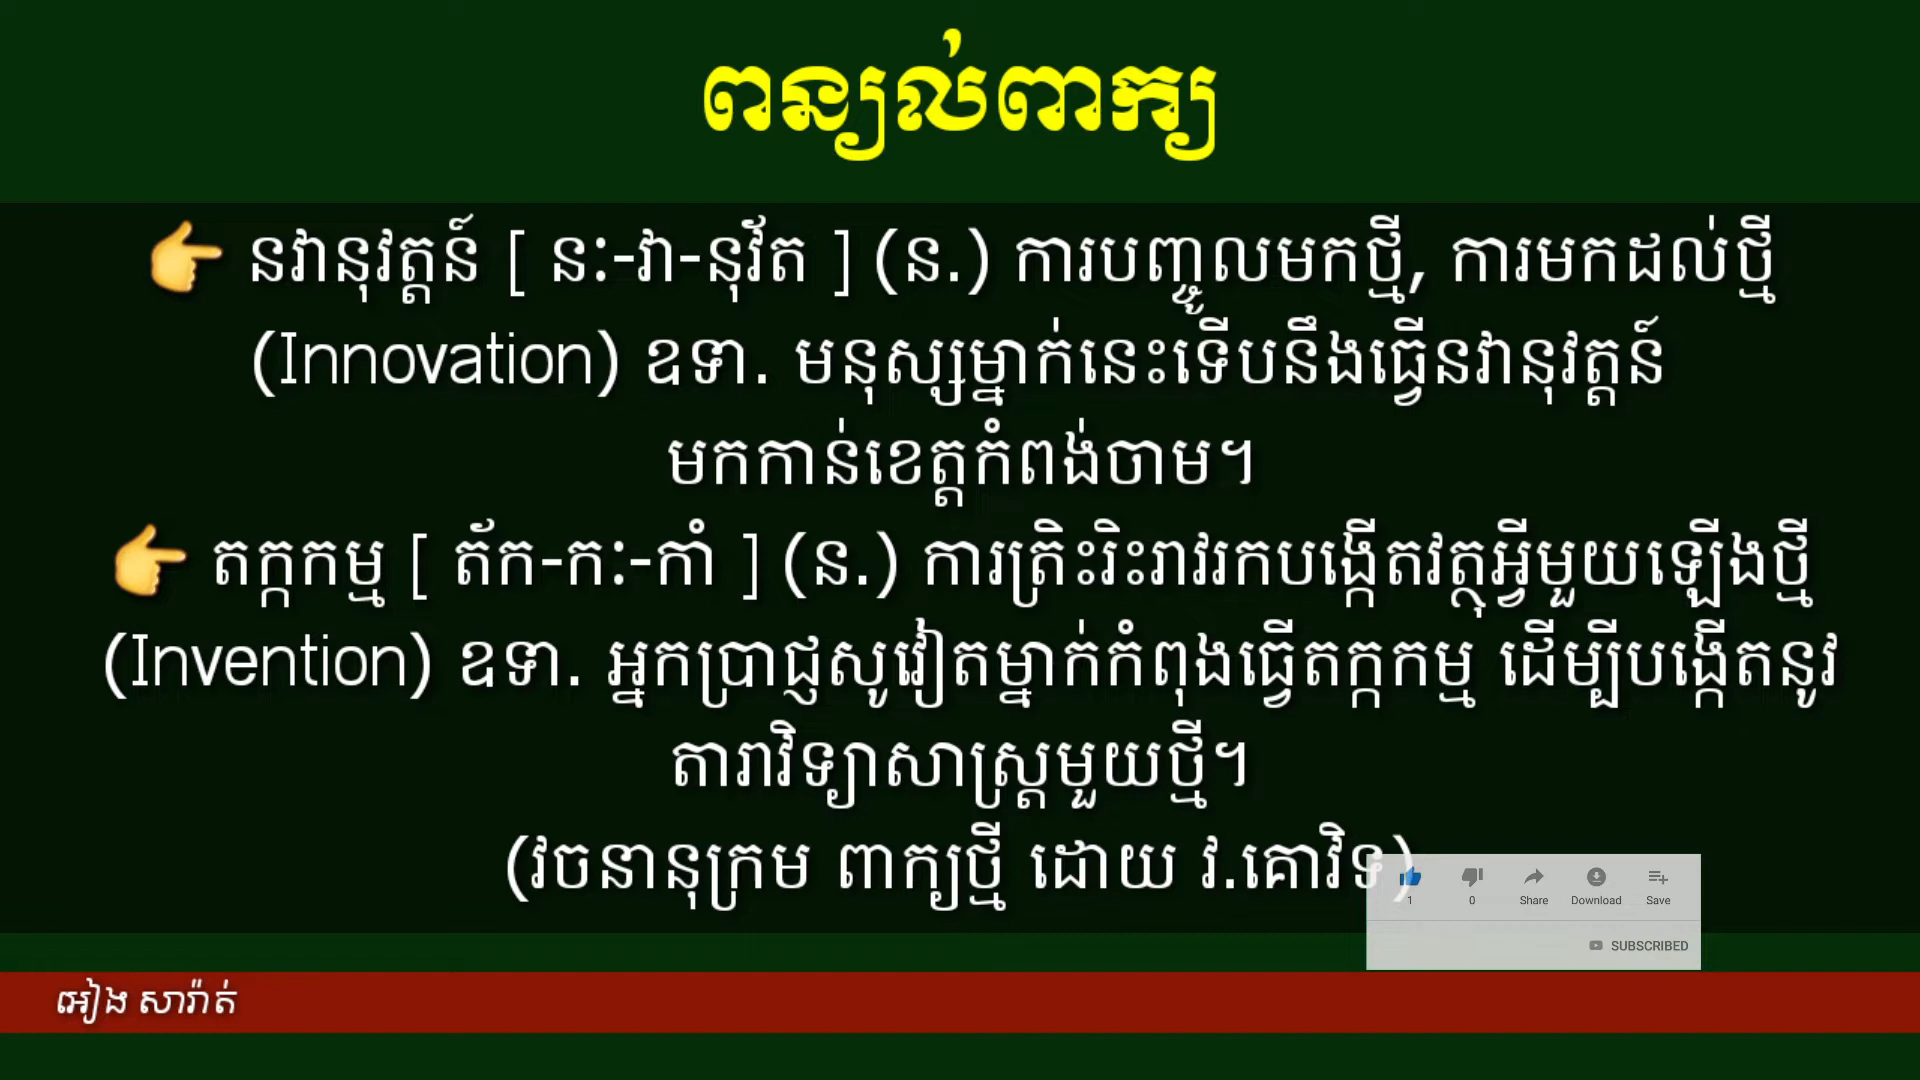 ពន្យល់ពាក្យ
👉 នវានុវត្តន៍ [ នៈ-វា-នុវ័ត ] (ន.) ការបញ្ចូលមកថ្មី, ការមកដល់ថ្មី
(Innovation) ឧទា. មនុស្សម្នាក់នេះទើបនឹងធ្វើនវានុវត្តន៍
មកកាន់ខេត្តកំពង់ចាម។
👉 តក្កកម្ម [ ត័ក-កៈ-កាំ ] (ន.) ការត្រិះរិះរាវរកបង្កើតវត្ថុអ្វីមួយឡើងថ្មី
(Invention) ឧទា. អ្នកប្រាជ្ញសូវៀតម្នាក់កំពុងធ្វើតក្កកម្ម ដើម្បីបង្កើតនូវ
តារាវិទ្យាសាស្ត្រមួយថ្មី។
(វចនានុក្រម ពាក្យថ្មី ដោយ វ.គោវិទ)
1 0 Share Download Save
SUBSCRIBED
អៀង សារ៉ាត់